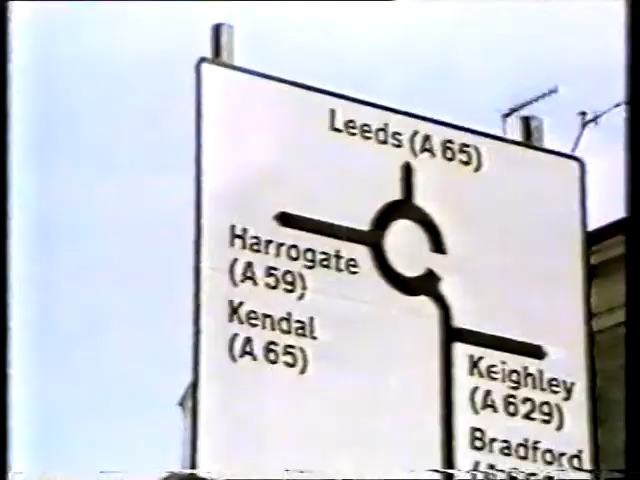 Leeds (A 65)
Harrogate
(A 59)
Kendal
(A 65)
Keighley
(A 629)
Bradford